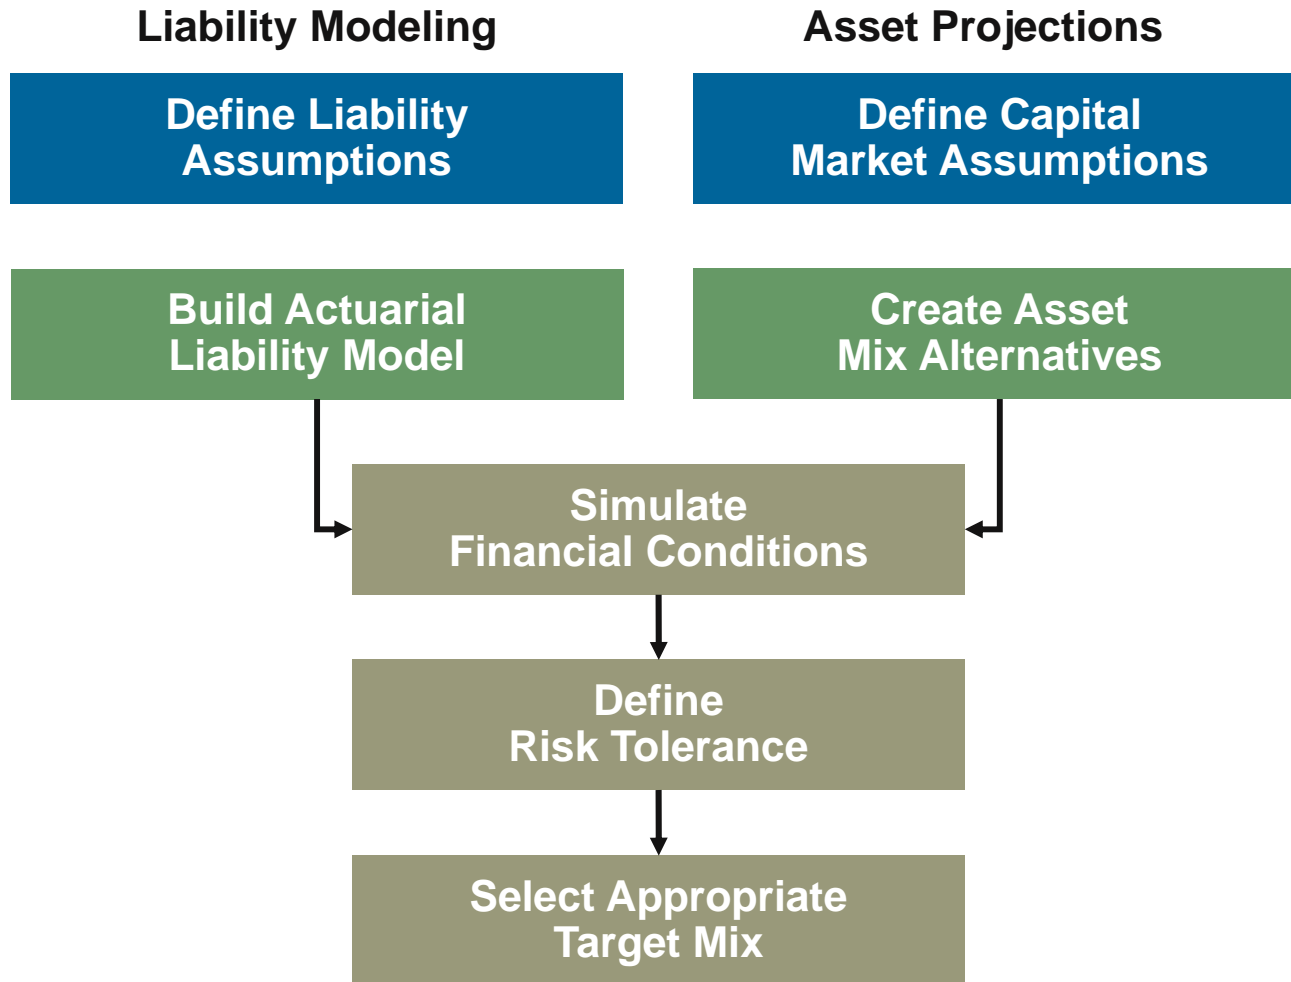 Liability Modeling
Asset Projections
Define Liability
Assumptions
Define Capital
Market Assumptions
Build Actuarial
Liability Model
Create Asset
Mix Alternatives
Simulate
Financial Conditions
Define
Risk Tolerance
Select Appropriate
Target Mix